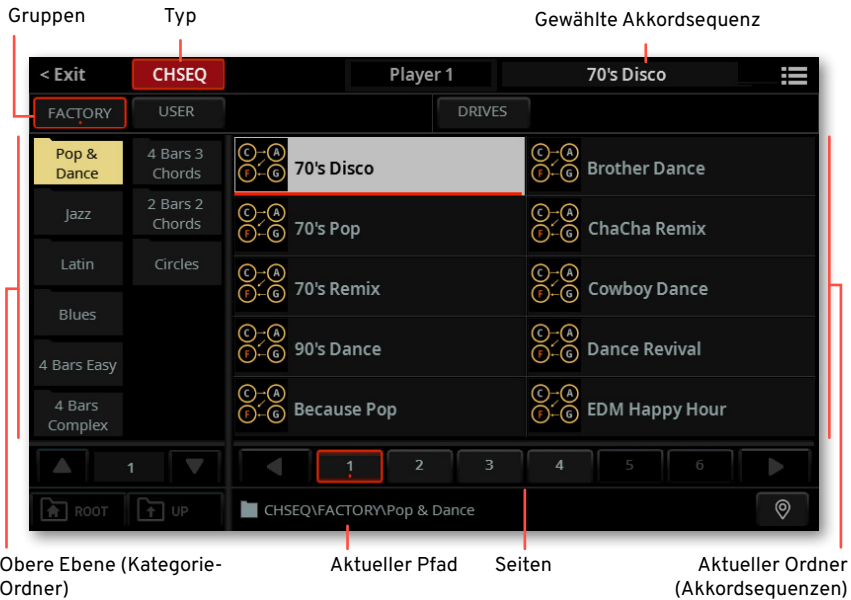 Gruppen Typ Gewählte Akkordsequenz
< Exit CHSEQ Player 1 70's Disco
FACTORY USER DRIVES
Pop &
Dance
4 Bars 3
Chords
Jazz
2 Bars 2
Chords
Latin
Circles
Blues
4 Bars Easy
4 Bars
Complex
C A F G 70's Disco
C A F G Brother Dance
C A F G 70's Pop
C A F G ChaCha Remix
C A F G 70's Remix
C A F G Cowboy Dance
C A F G 90's Dance
C A F G Dance Revival
C A F G Because Pop
C A F G EDM Happy Hour
1 1 2 3 4 5 6
ROOT UP CHSEQ\FACTORY\Pop & Dance
Obere Ebene (Kategorie-
Ordner)
Aktueller Pfad
Seiten
Aktueller Ordner
(Akkordsequenzen)